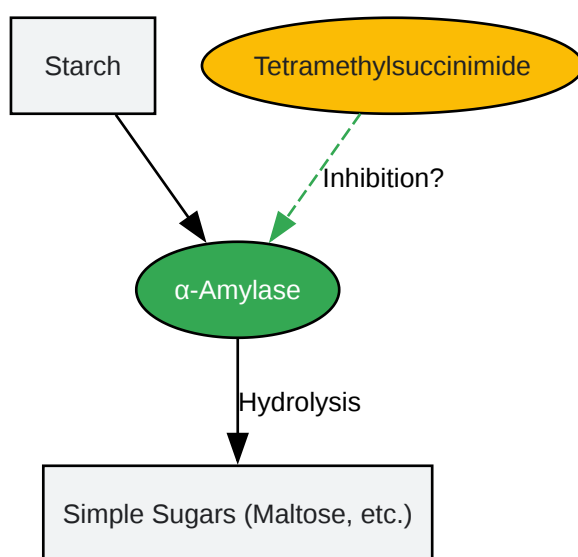 Starch
Tetramethylsuccinimide
Inhibition?
α-Amylase
Hydrolysis
Simple Sugars (Maltose, etc.)